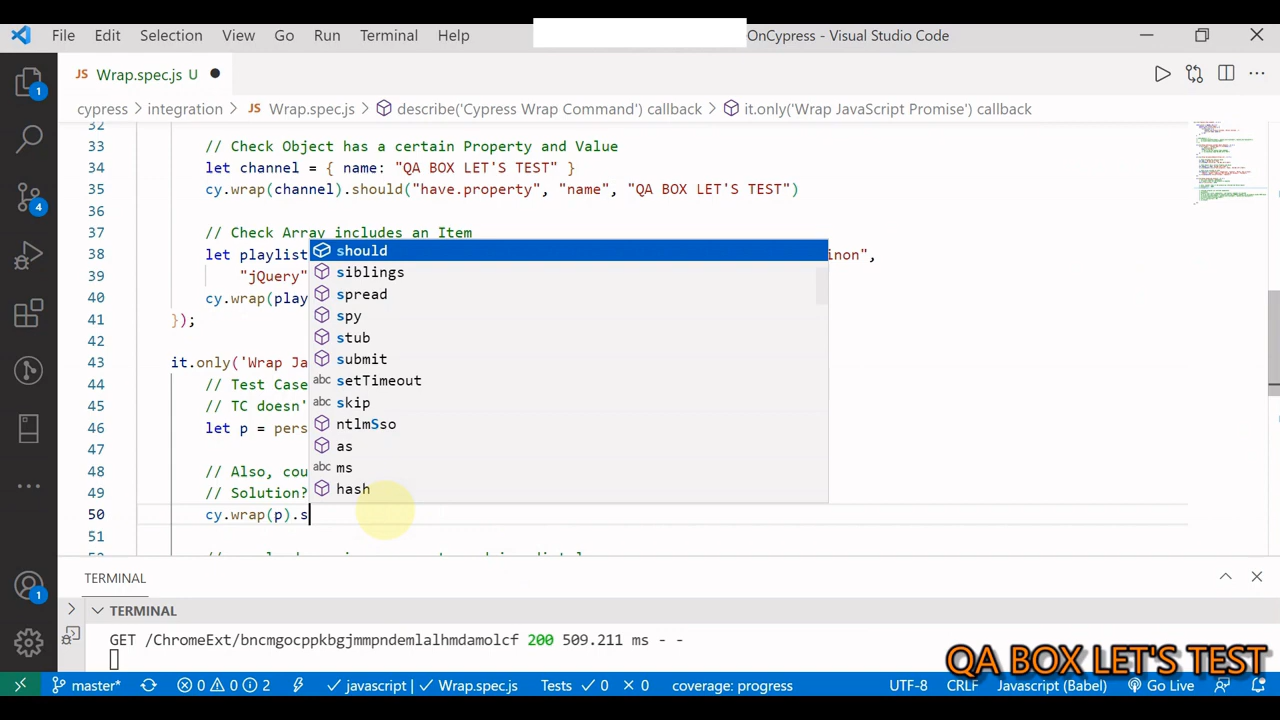 File Edit Selection View Go Run Terminal Help OnCypress - Visual Studio Code
JS Wrap.spec.js U
cypress integration JS Wrap.spec.js describe('Cypress Wrap Command') callback it.only('Wrap JavaScript Promise') callback
32
33 // Check Object has a certain Property and Value
34 let channel = { name: "QA BOX LET'S TEST" }
35 cy.wrap(channel).should("have.property", "name", "QA BOX LET'S TEST")
36
37 // Check Array includes an Item
38 let playlist inon",
39 "jQuery"
40 cy.wrap(play
41 });
42
43 it.only('Wrap Ja
44 // Test Case
45 // TC doesn'
46 let p = pers
47
48 // Also, cou
49 // Solution?
50 cy.wrap(p).s
51
should
siblings
spread
spy
stub
submit
abc setTimeout
abc skip
ntlmSso
as
abc ms
hash
1
4
1
TERMINAL
TERMINAL
GET /ChromeExt/bncmgocppkbgjmmpndemlalhmdamolcf 200 509.211 ms - -
QA BOX LET'S TEST
master* 0 0 2 javascript | Wrap.spec.js Tests 0 0 coverage: progress UTF-8 CRLF Javascript (Babel) Go Live